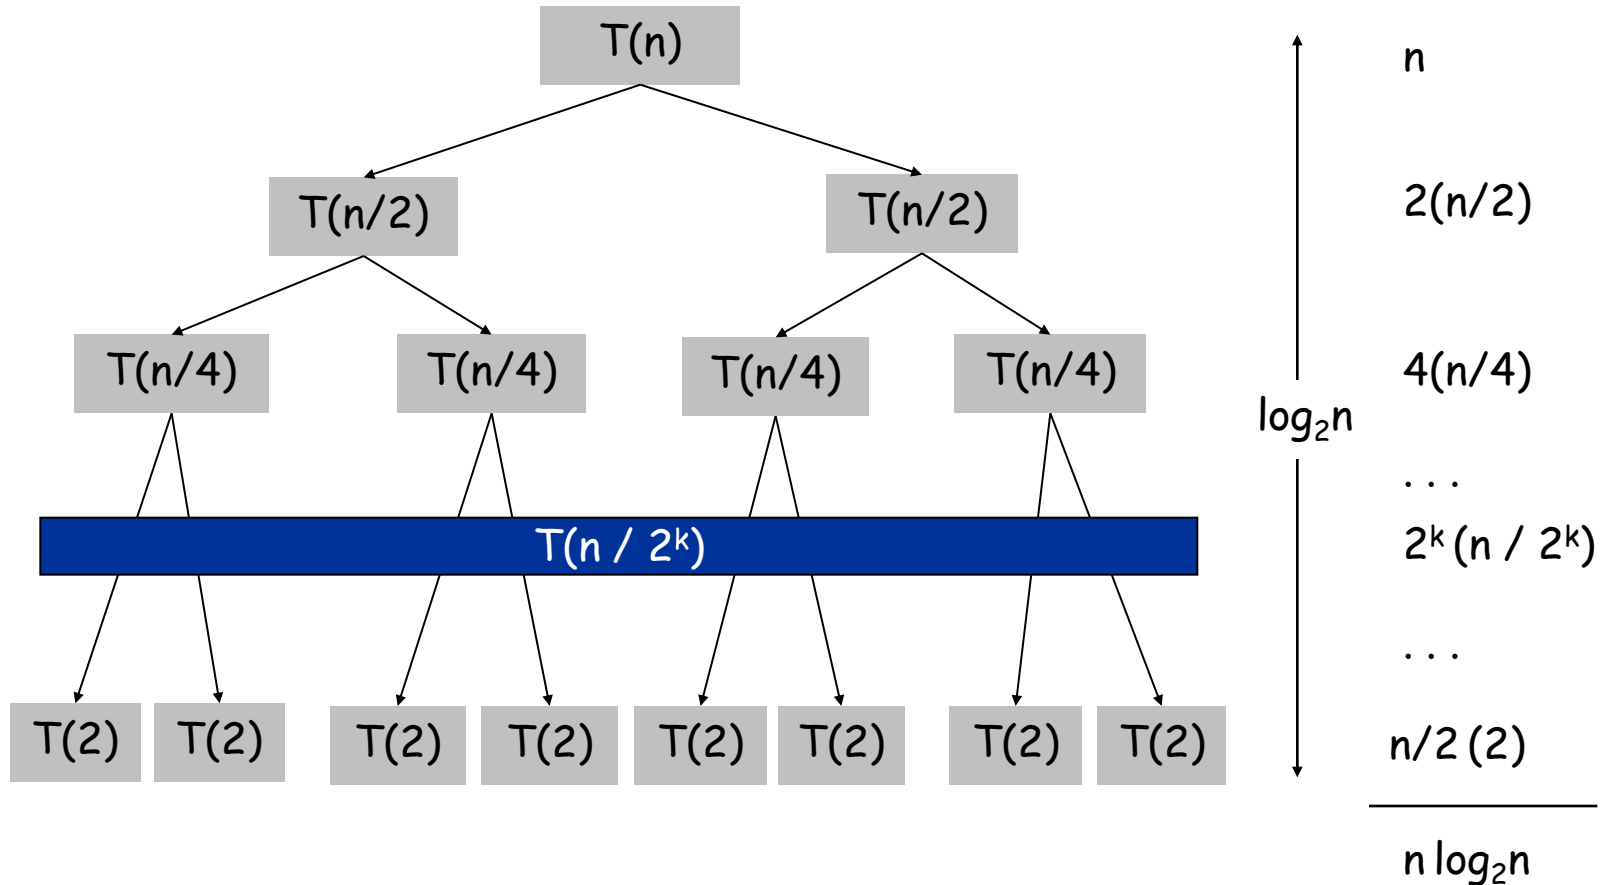 T(n) n
T(n/2) T(n/2) 2(n/2)
T(n/4) T(n/4) T(n/4) T(n/4) 4(n/4)
log₂n
. . .
T(n / 2ᵏ) 2ᵏ (n / 2ᵏ)
. . .
T(2) T(2) T(2) T(2) T(2) T(2) T(2) T(2) n/2 (2)
n log₂n